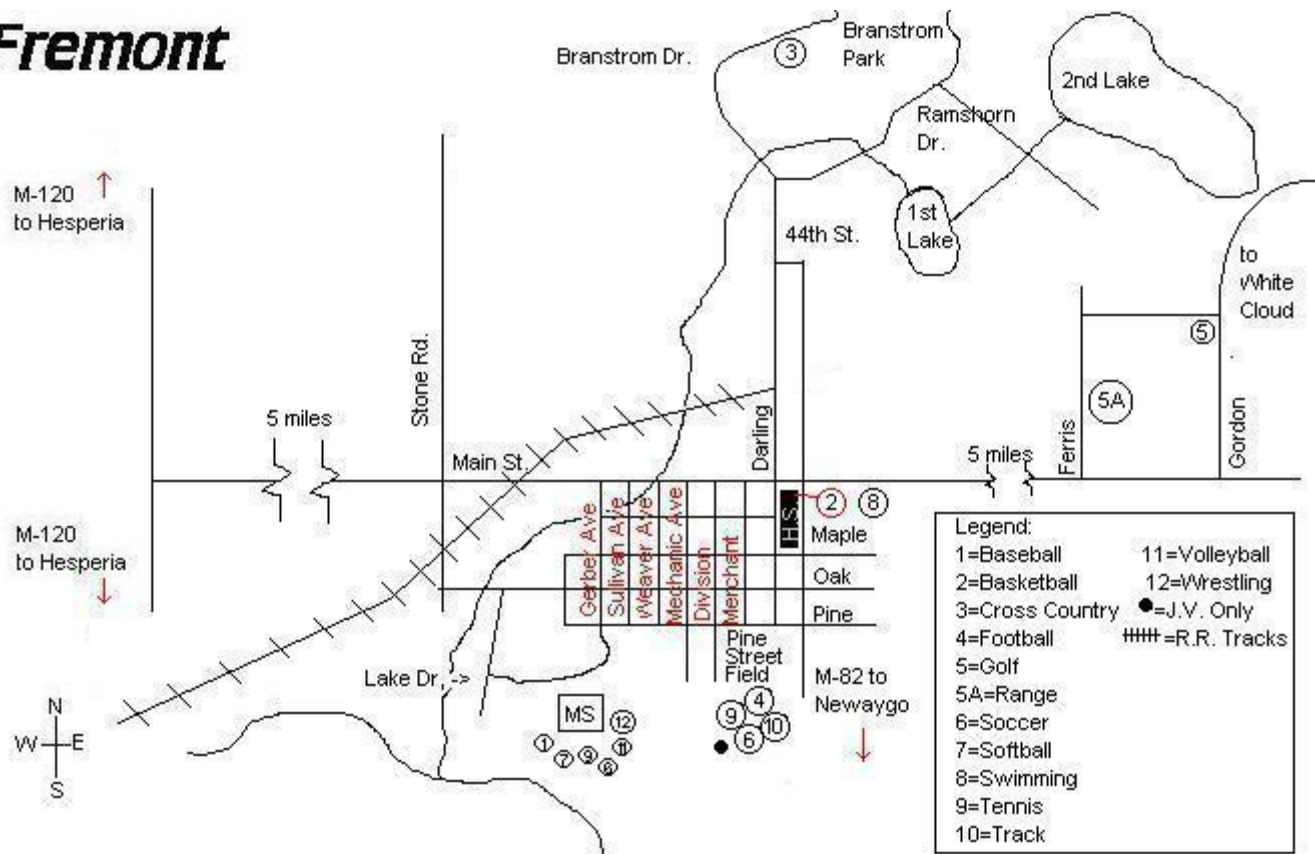 Fremont
Branstrom Dr.
3
Branstrom
Park
2nd Lake
Ramshorn
Dr.
M-120
to Hesperia
1st
Lake
44th St.
to
White
Cloud
5
Stone Rd.
5A
5 miles
Darling
Ferris
Gordon
Main St.
5 miles
Gerber Ave
Sullivan Ave
Weaver Ave
Mechanic Ave
Division
Merchant
H.S.
2
8
Maple
Oak
Pine
M-120
to Hesperia
Pine
Street
Field
Lake Dr. ->
M-82 to
Newaygo
MS
12
1
7
9
6
11
9
4
6
10
N
W
E
S
Legend:
1=Baseball
2=Basketball
3=Cross Country
4=Football
5=Golf
5A=Range
6=Soccer
7=Softball
8=Swimming
9=Tennis
10=Track
11=Volleyball
12=Wrestling
●=J.V. Only
=R.R. Tracks